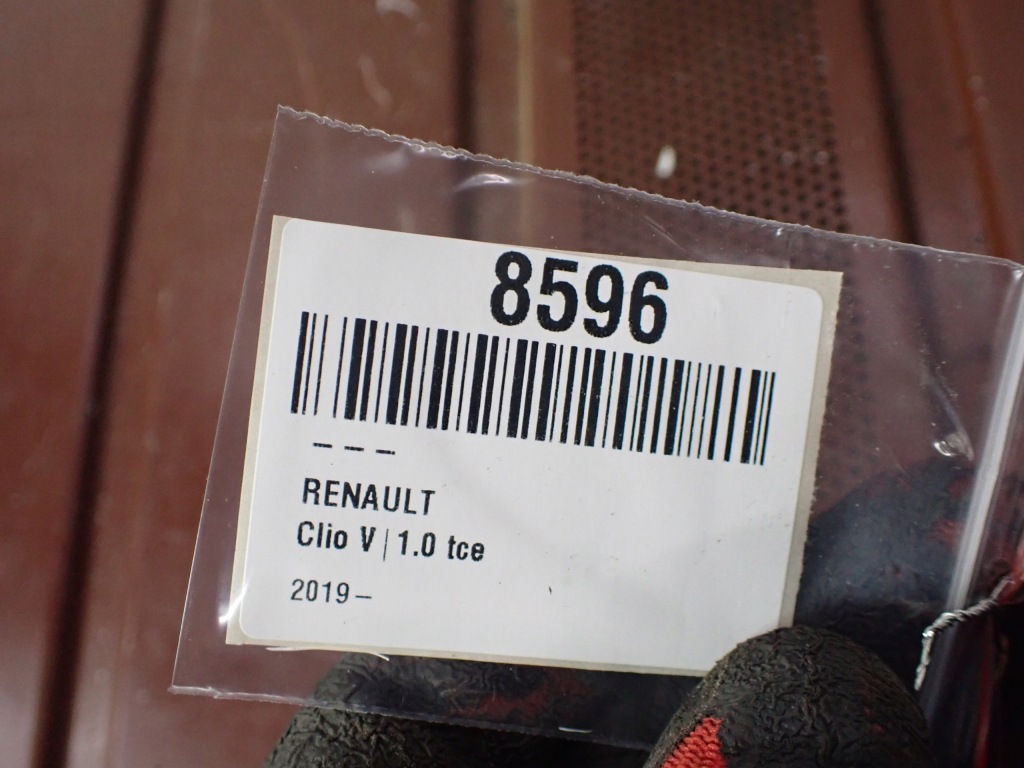 8596
---
RENAULT
Clio V | 1.0 tce
2019-